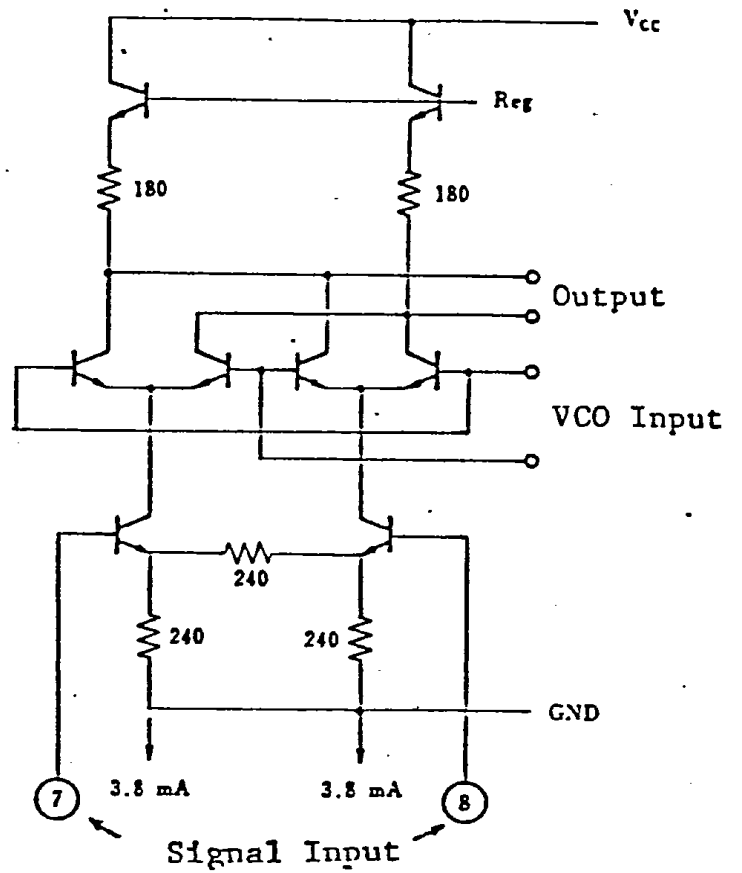 Vcc
Reg
180
180
Output
VCO Input
240
240
240
GND
3.8 mA
3.8 mA
7
8
Signal Input